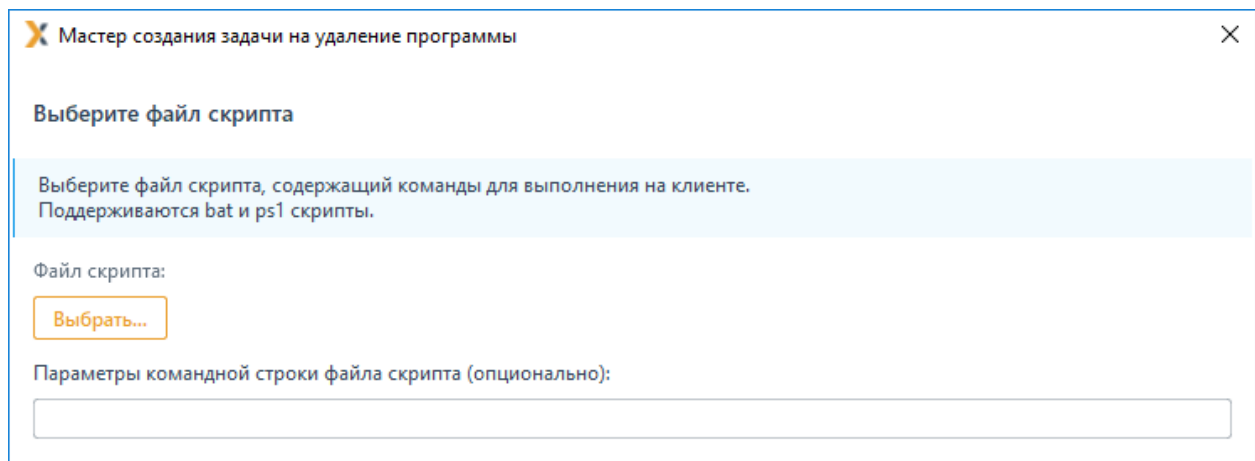 Мастер создания задачи на удаление программы
Выберите файл скрипта
Выберите файл скрипта, содержащий команды для выполнения на клиенте.
Поддерживаются bat и ps1 скрипты.
Файл скрипта:
Выбрать...
Параметры командной строки файла скрипта (опционально):